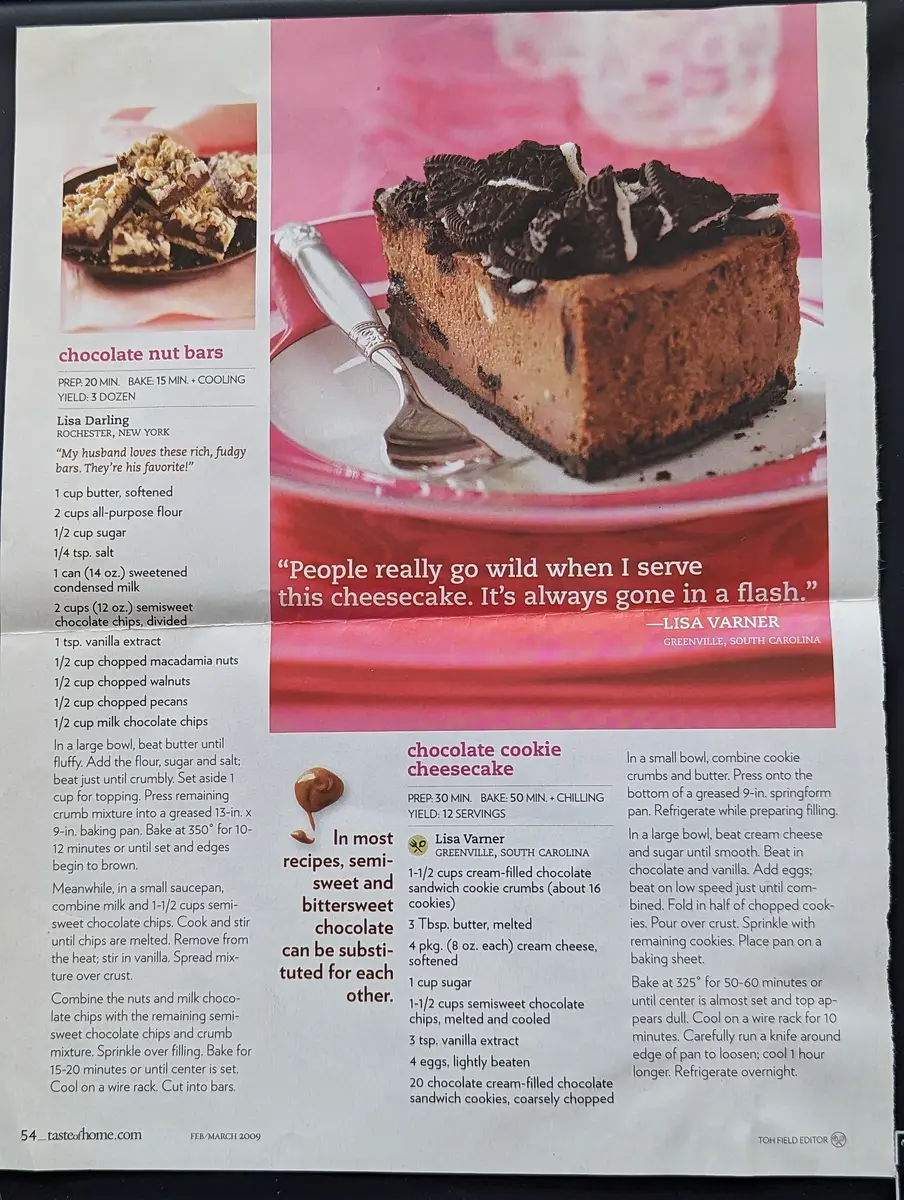 chocolate nut bars
PREP: 20 MIN. BAKE: 15 MIN. + COOLING
YIELD: 3 DOZEN
Lisa Darling
ROCHESTER, NEW YORK
“My husband loves these rich, fudgy
bars. They’re his favorite!”
1 cup butter, softened
2 cups all-purpose flour
1/2 cup sugar
1/4 tsp. salt
1 can (14 oz.) sweetened
condensed milk
2 cups (12 oz.) semisweet
chocolate chips, divided
1 tsp. vanilla extract
1/2 cup chopped macadamia nuts
1/2 cup chopped walnuts
1/2 cup chopped pecans
1/2 cup milk chocolate chips
In a large bowl, beat butter until
fluffy. Add the flour, sugar and salt;
beat just until crumbly. Set aside 1
cup for topping. Press remaining
crumb mixture into a greased 13-in. x
9-in. baking pan. Bake at 350° for 10-
12 minutes or until set and edges
begin to brown.
Meanwhile, in a small saucepan,
combine milk and 1-1/2 cups semi-
sweet chocolate chips. Cook and stir
until chips are melted. Remove from
the heat; stir in vanilla. Spread mix-
ture over crust.
Combine the nuts and milk choco-
late chips with the remaining semi-
sweet chocolate chips and crumb
mixture. Sprinkle over filling. Bake for
15-20 minutes or until center is set.
Cool on a wire rack. Cut into bars.
“People really go wild when I serve
this cheesecake. It’s always gone in a flash.”
—LISA VARNER
GREENVILLE, SOUTH CAROLINA
In most
recipes, semi-
sweet and
bittersweet
chocolate
can be substi-
tuted for each
other.
chocolate cookie
cheesecake
PREP: 30 MIN. BAKE: 50 MIN. + CHILLING
YIELD: 12 SERVINGS
Lisa Varner
GREENVILLE, SOUTH CAROLINA
1-1/2 cups cream-filled chocolate
sandwich cookie crumbs (about 16
cookies)
3 Tbsp. butter, melted
4 pkg. (8 oz. each) cream cheese,
softened
1 cup sugar
1-1/2 cups semisweet chocolate
chips, melted and cooled
3 tsp. vanilla extract
4 eggs, lightly beaten
20 chocolate cream-filled chocolate
sandwich cookies, coarsely chopped
In a small bowl, combine cookie
crumbs and butter. Press onto the
bottom of a greased 9-in. springform
pan. Refrigerate while preparing filling.
In a large bowl, beat cream cheese
and sugar until smooth. Beat in
chocolate and vanilla. Add eggs;
beat on low speed just until com-
bined. Fold in half of chopped cook-
ies. Pour over crust. Sprinkle with
remaining cookies. Place pan on a
baking sheet.
Bake at 325° for 50-60 minutes or
until center is almost set and top ap-
pears dull. Cool on a wire rack for 10
minutes. Carefully run a knife around
edge of pan to loosen; cool 1 hour
longer. Refrigerate overnight.
54_tasteofhome.com
FEB/MARCH 2009
TOH FIELD EDITOR